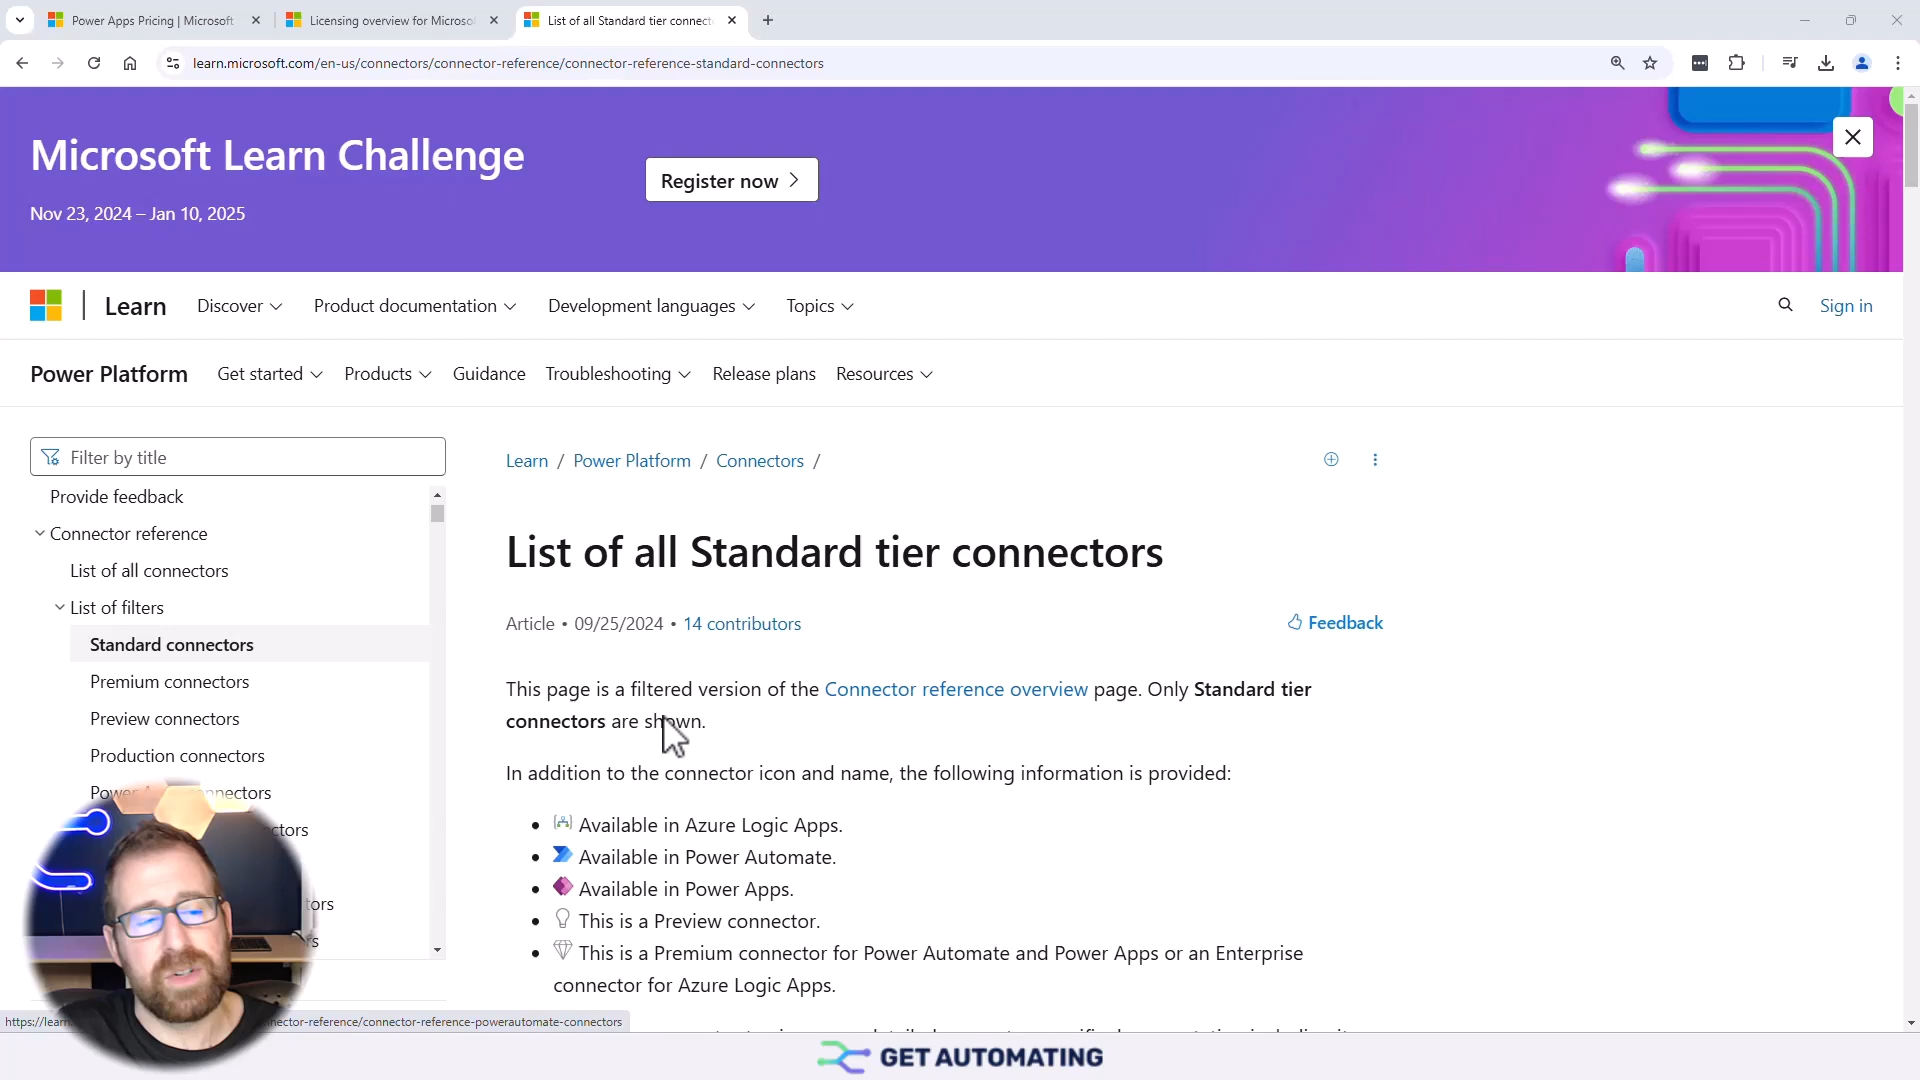 Power Apps Pricing | Microsoft
Licensing overview for Microso
List of all Standard tier connect
learn.microsoft.com/en-us/connectors/connector-reference/connector-reference-standard-connectors
Microsoft Learn Challenge
Nov 23, 2024 – Jan 10, 2025
Register now
Learn
Discover
Product documentation
Development languages
Topics
Sign in
Power Platform
Get started
Products
Guidance
Troubleshooting
Release plans
Resources
Filter by title
Provide feedback
Connector reference
List of all connectors
List of filters
Standard connectors
Premium connectors
Preview connectors
Production connectors
Learn / Power Platform / Connectors /
List of all Standard tier connectors
Article • 09/25/2024 • 14 contributors
Feedback
This page is a filtered version of the Connector reference overview page. Only Standard tier
connectors are shown.
In addition to the connector icon and name, the following information is provided:
• Available in Azure Logic Apps.
• Available in Power Automate.
• Available in Power Apps.
• This is a Preview connector.
• This is a Premium connector for Power Automate and Power Apps or an Enterprise
connector for Azure Logic Apps.
https://learn nector-reference/connector-reference-powerautomate-connectors
GET AUTOMATING